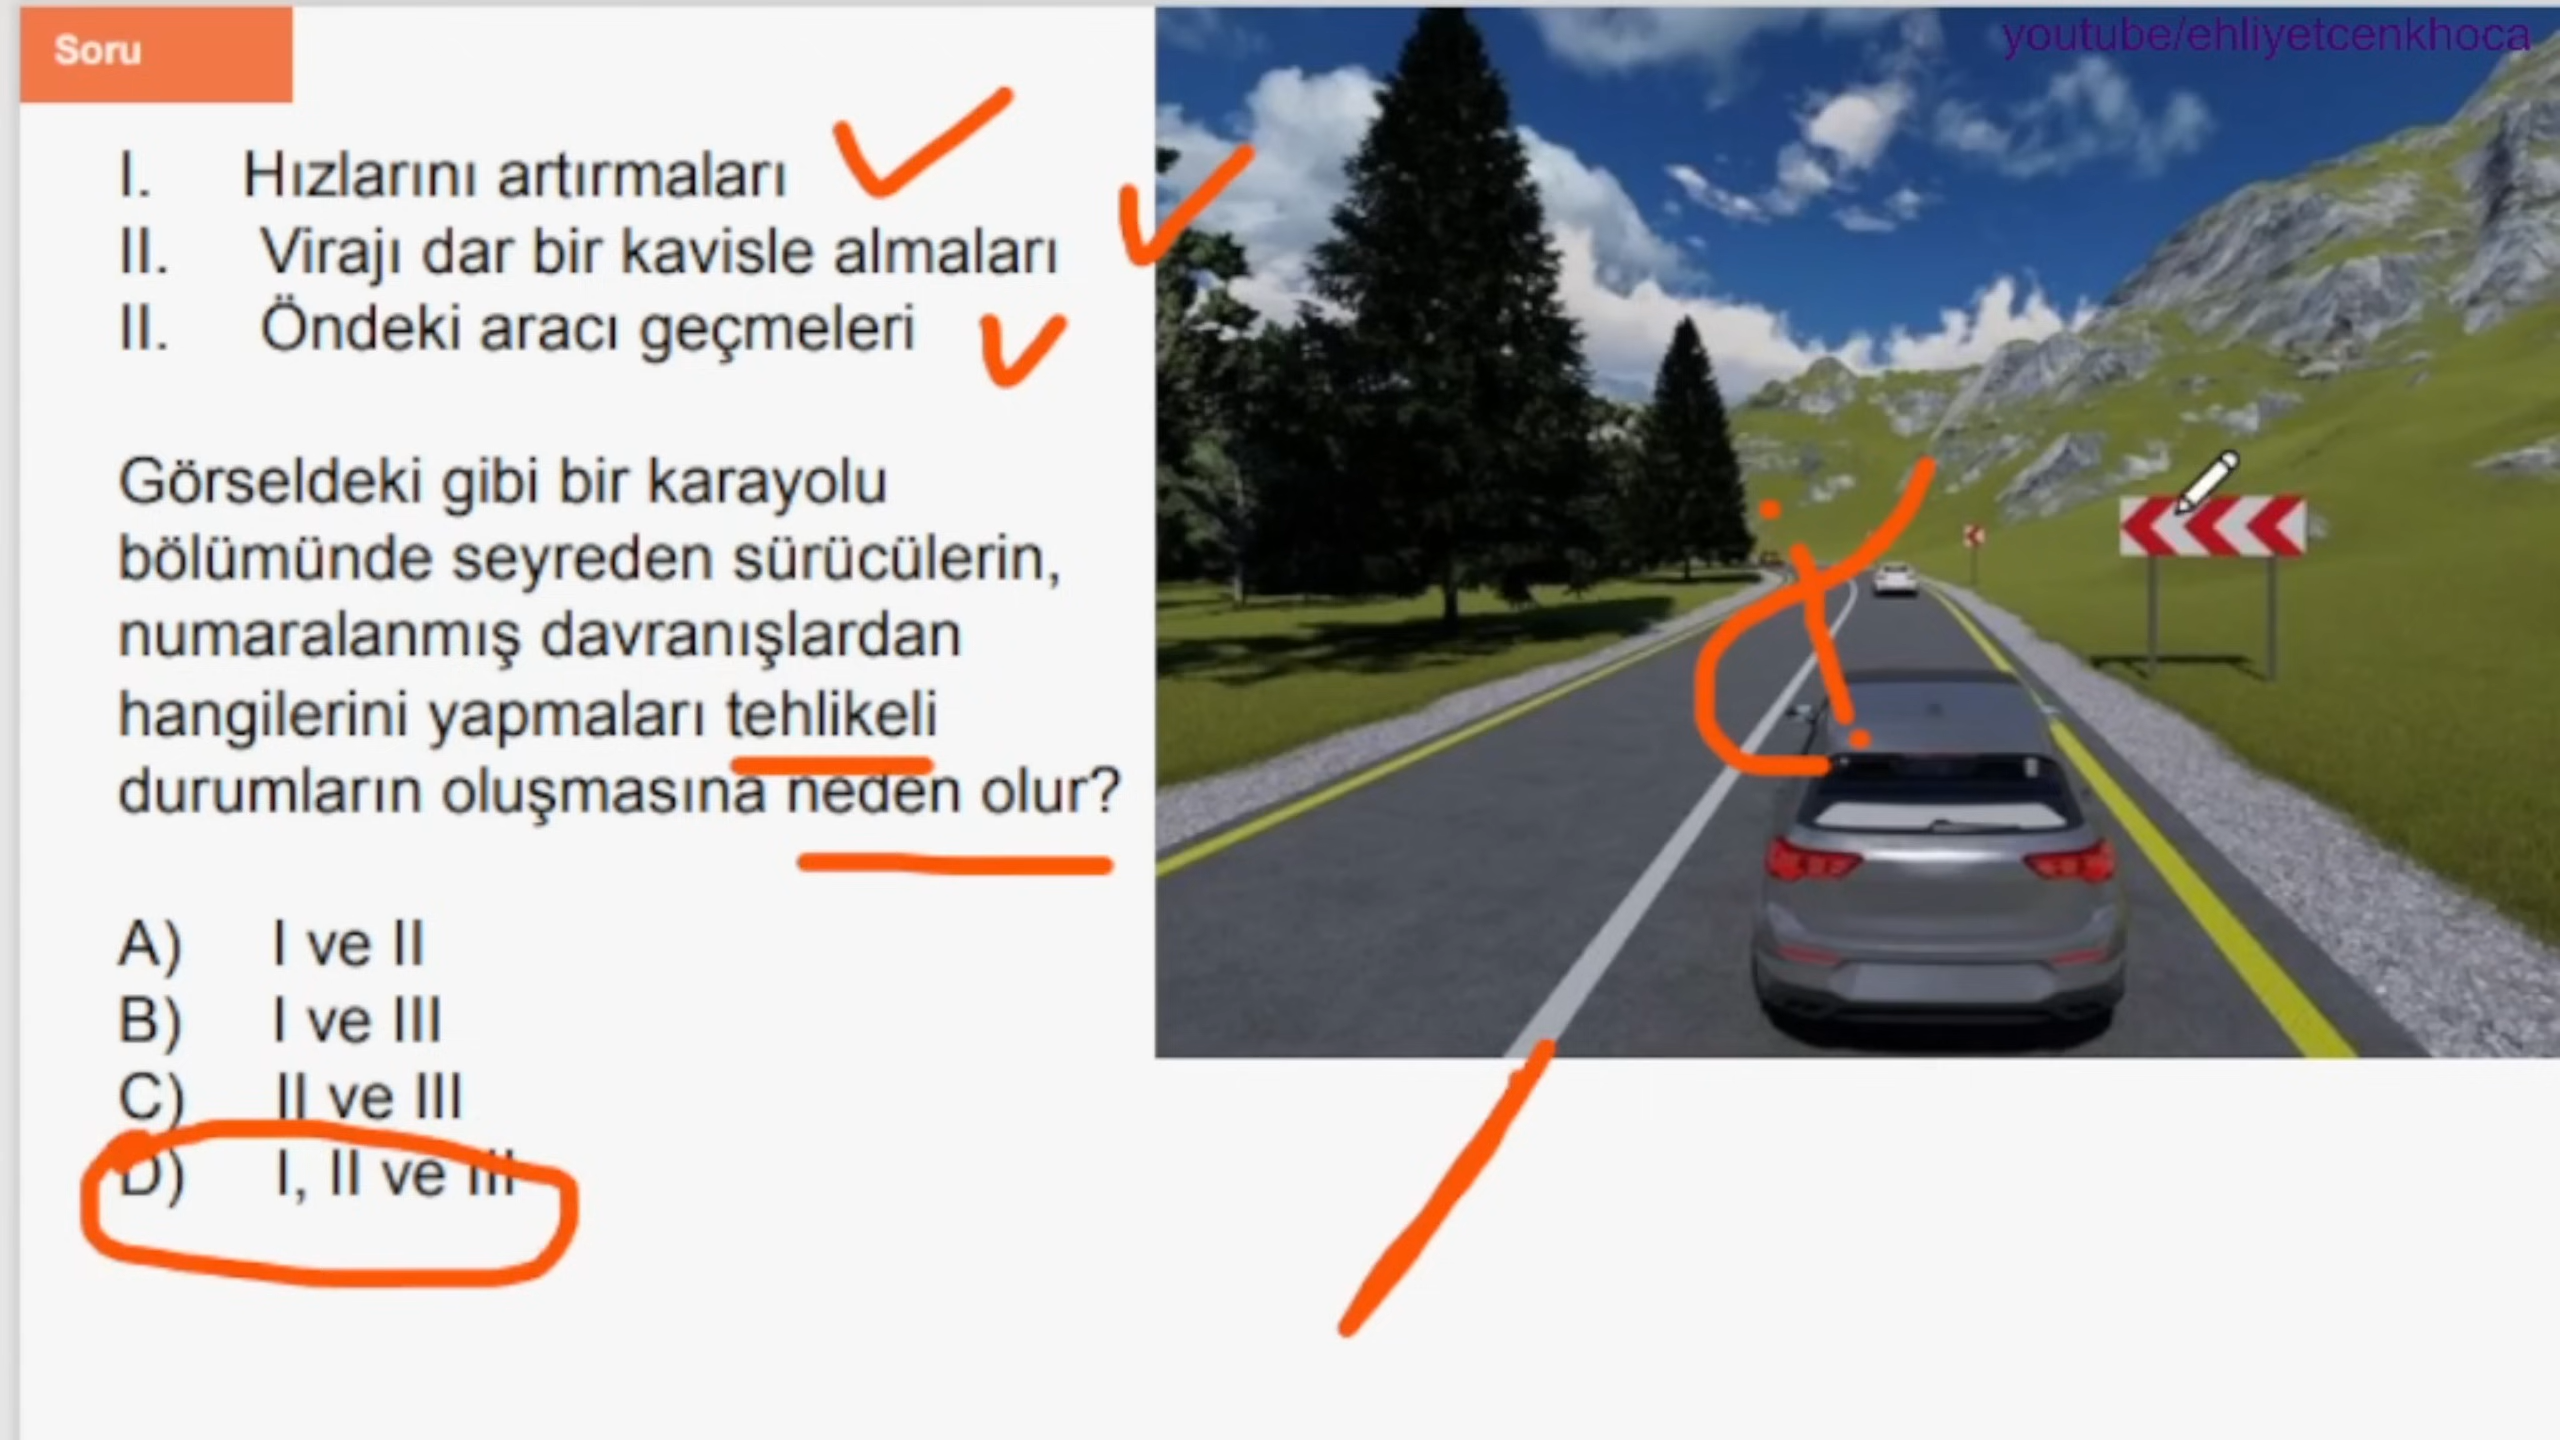 Soru
youtube/ehliyetcenkhoca
I. Hızlarını artırmaları
II. Virajı dar bir kavisle almaları
II. Öndeki aracı geçmeleri
Görseldeki gibi bir karayolu
bölümünde seyreden sürücülerin,
numaralanmış davranışlardan
hangilerini yapmaları tehlikeli
durumların oluşmasına neden olur?
A) I ve II
B) I ve III
C) II ve III
D) I, II ve III